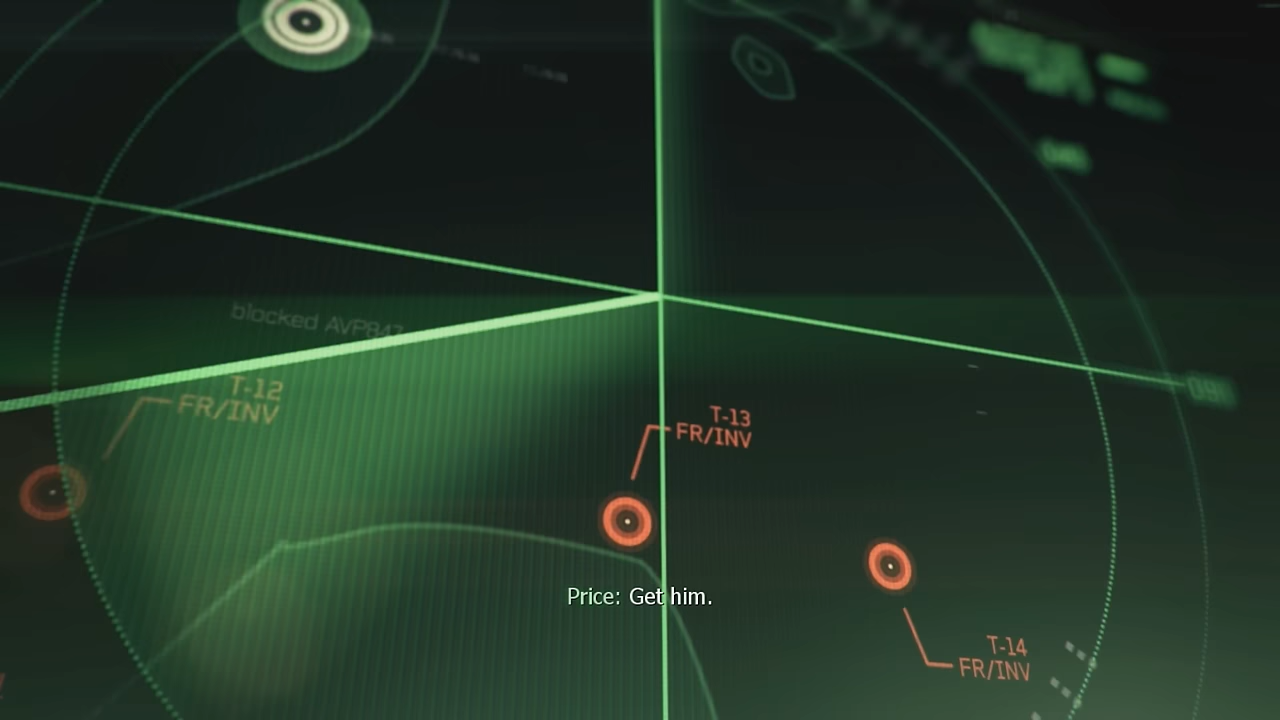 blocked AVP847
T-12
FR/INV
T-13
FR/INV
Price: Get him.
T-14
FR/INV